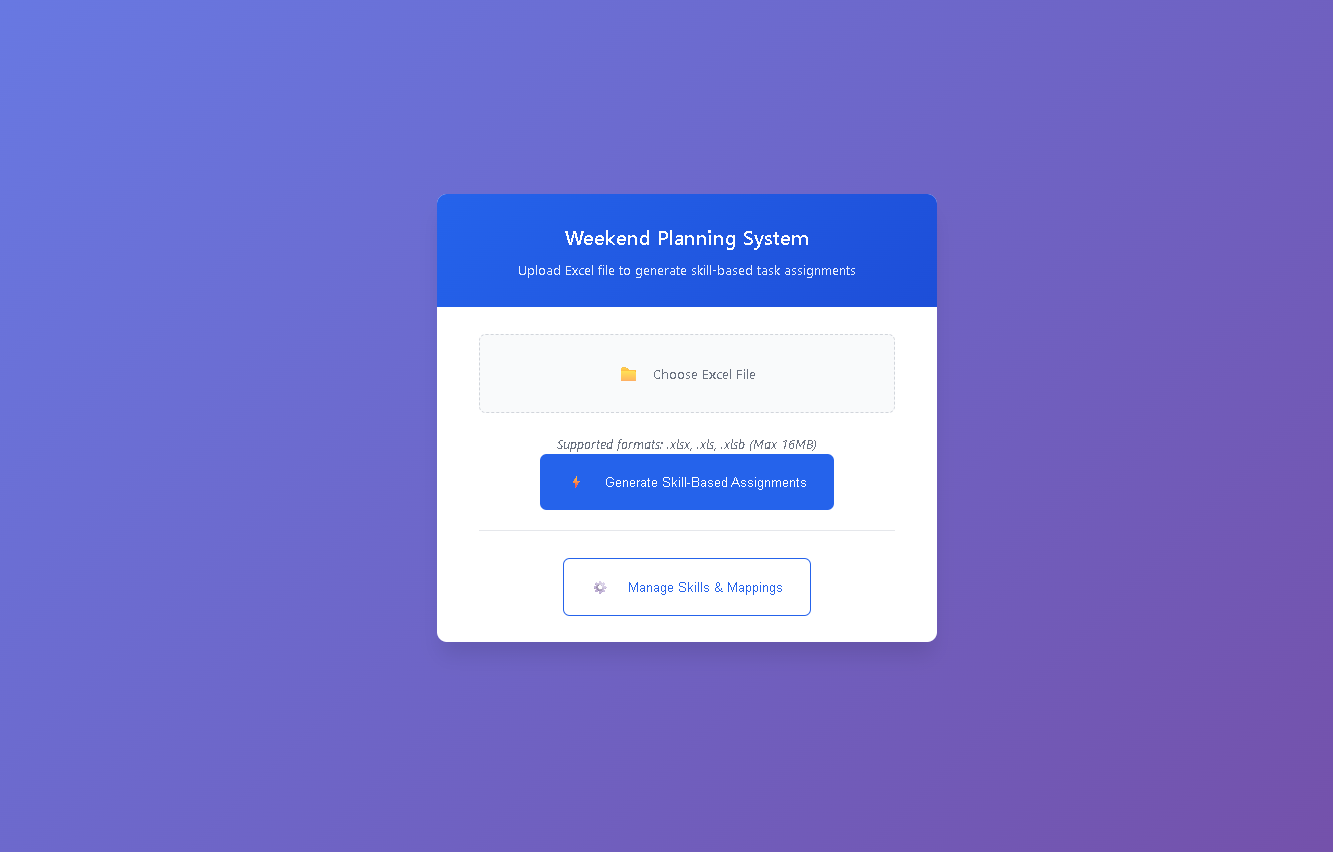 Weekend Planning System
Upload Excel file to generate skill-based task assignments
Choose Excel File
Supported formats: .xlsx, .xls, .xlsb (Max 16MB)
Generate Skill-Based Assignments
Manage Skills & Mappings